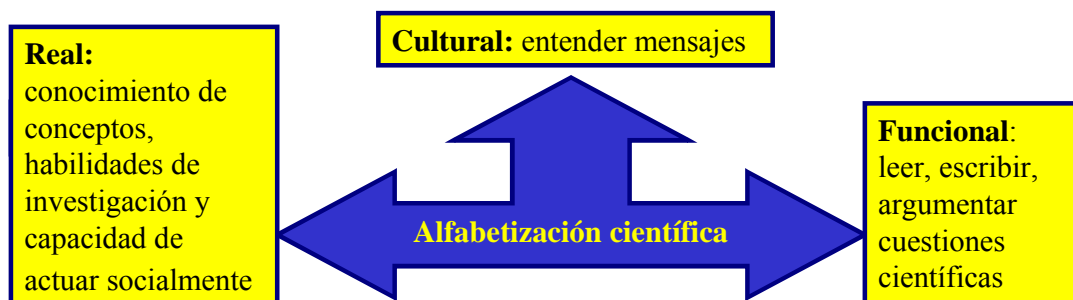 Real:
conocimiento de
conceptos,
habilidades de
investigación y
capacidad de
actuar socialmente
Cultural: entender mensajes
Alfabetización científica
Funcional:
leer, escribir,
argumentar
cuestiones
científicas